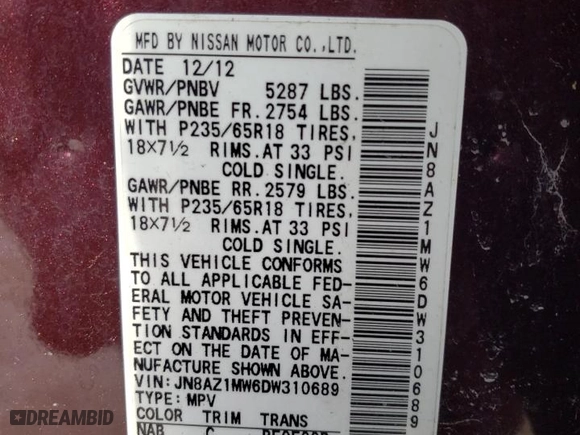 MFD BY NISSAN MOTOR CO.,LTD.
DATE 12/12
GVWR/PNBV 5287 LBS.
GAWR/PNBE FR.2754 LBS.
WITH P235/65R18 TIRES,
18X7½ RIMS.AT 33 PSI
COLD SINGLE.
GAWR/PNBE RR.2579 LBS.
WITH P235/65R18 TIRES,
18X7½ RIMS.AT 33 PSI
COLD SINGLE.
THIS VEHICLE CONFORMS
TO ALL APPLICABLE FED-
ERAL MOTOR VEHICLE SA-
FETY AND THEFT PREVEN-
TION STANDARDS IN EFF-
ECT ON THE DATE OF MA-
NUFACTURE SHOWN ABOVE.
VIN: JN8AZ1MW6DW310689
TYPE: MPV
COLOR TRIM TRANS
NAB G
JN8AZ1MW6DW310689
DREAMBID